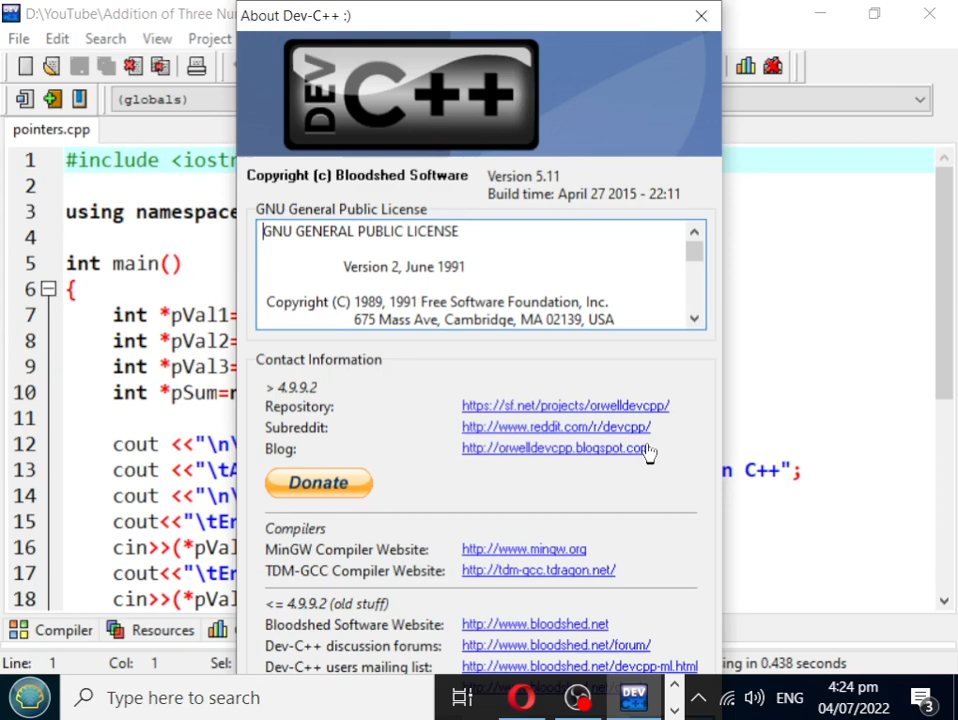 D:\YouTube\Addition of Three Nu
About Dev-C++ :)
File Edit Search View Project
DEV C++
(globals)
pointers.cpp
Copyright (c) Bloodshed Software
Version 5.11
Build time: April 27 2015 - 22:11
GNU General Public License
GNU GENERAL PUBLIC LICENSE
Version 2, June 1991
Copyright (C) 1989, 1991 Free Software Foundation, Inc.
675 Mass Ave, Cambridge, MA 02139, USA
1 #include <iostr
2
3 using namespace
4
5 int main()
6 {
7 int *pVal1=
8 int *pVal2=
9 int *pVal3=
10 int *pSum=n
11
12 cout <<"\n\
13 cout <<"\tA n C++";
14 cout <<"\n\
15 cout<<"\tEn
16 cin>>(*pVal
17 cout<<"\tEn
18 cin>>(*pVal
Contact Information
> 4.9.9.2
Repository: https://sf.net/projects/orwelldevcpp/
Subreddit: http://www.reddit.com/r/devcpp/
Blog: http://orwelldevcpp.blogspot.com
Donate
Compilers
MinGW Compiler Website: http://www.mingw.org
TDM-GCC Compiler Website: http://tdm-gcc.tdragon.net/
<= 4.9.9.2 (old stuff)
Bloodshed Software Website: http://www.bloodshed.net
Dev-C++ discussion forums: http://www.bloodshed.net/forum/
Dev-C++ users mailing list: http://www.bloodshed.net/devcpp-ml.html
Compiler Resources
Line: 1 Col: 1 Sel: ing in 0.438 seconds
Type here to search
DEV C++
ENG
4:24 pm
04/07/2022
3